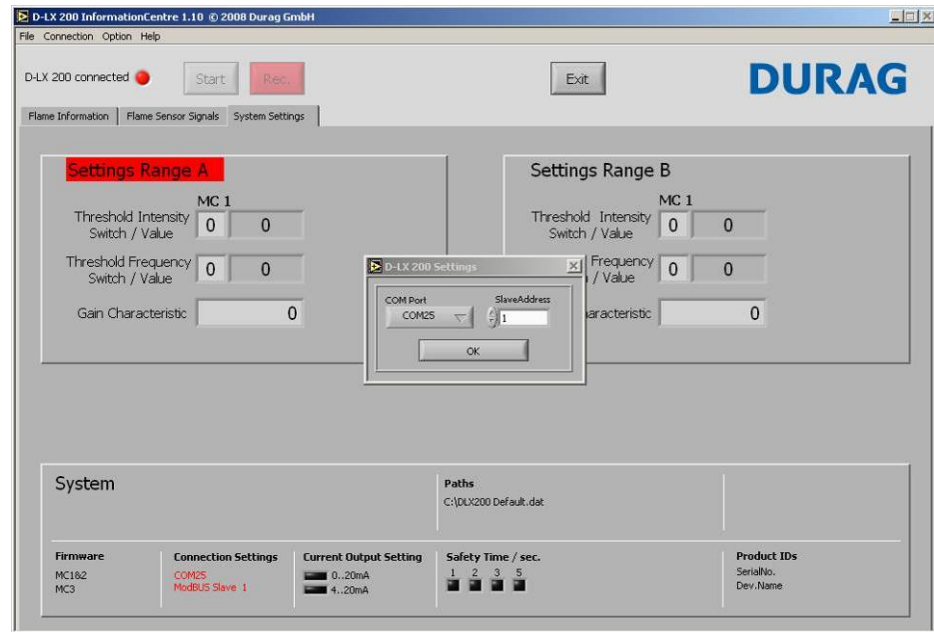 D-LX 200 InformationCentre 1.10 © 2008 Durag GmbH
File Connection Option Help
D-LX 200 connected Start Rec. Exit DURAG
Flame Information Flame Sensor Signals System Settings
Settings Range A
MC 1
Threshold Intensity
Switch / Value 0 0
Threshold Frequency
Switch / Value 0 0
Gain Characteristic 0
Settings Range B
MC 1
Threshold Intensity
Switch / Value 0 0
Frequency
/ Value 0 0
aracteristic 0
D-LX 200 Settings
COM Port SlaveAddress
COM25 1
OK
System
Paths
C:\DLX200 Default.dat
Firmware
MC1&2
MC3
Connection Settings
COM25
ModBUS Slave 1
Current Output Setting
0..20mA
4..20mA
Safety Time / sec.
1 2 3 5
Product IDs
SerialNo.
Dev.Name